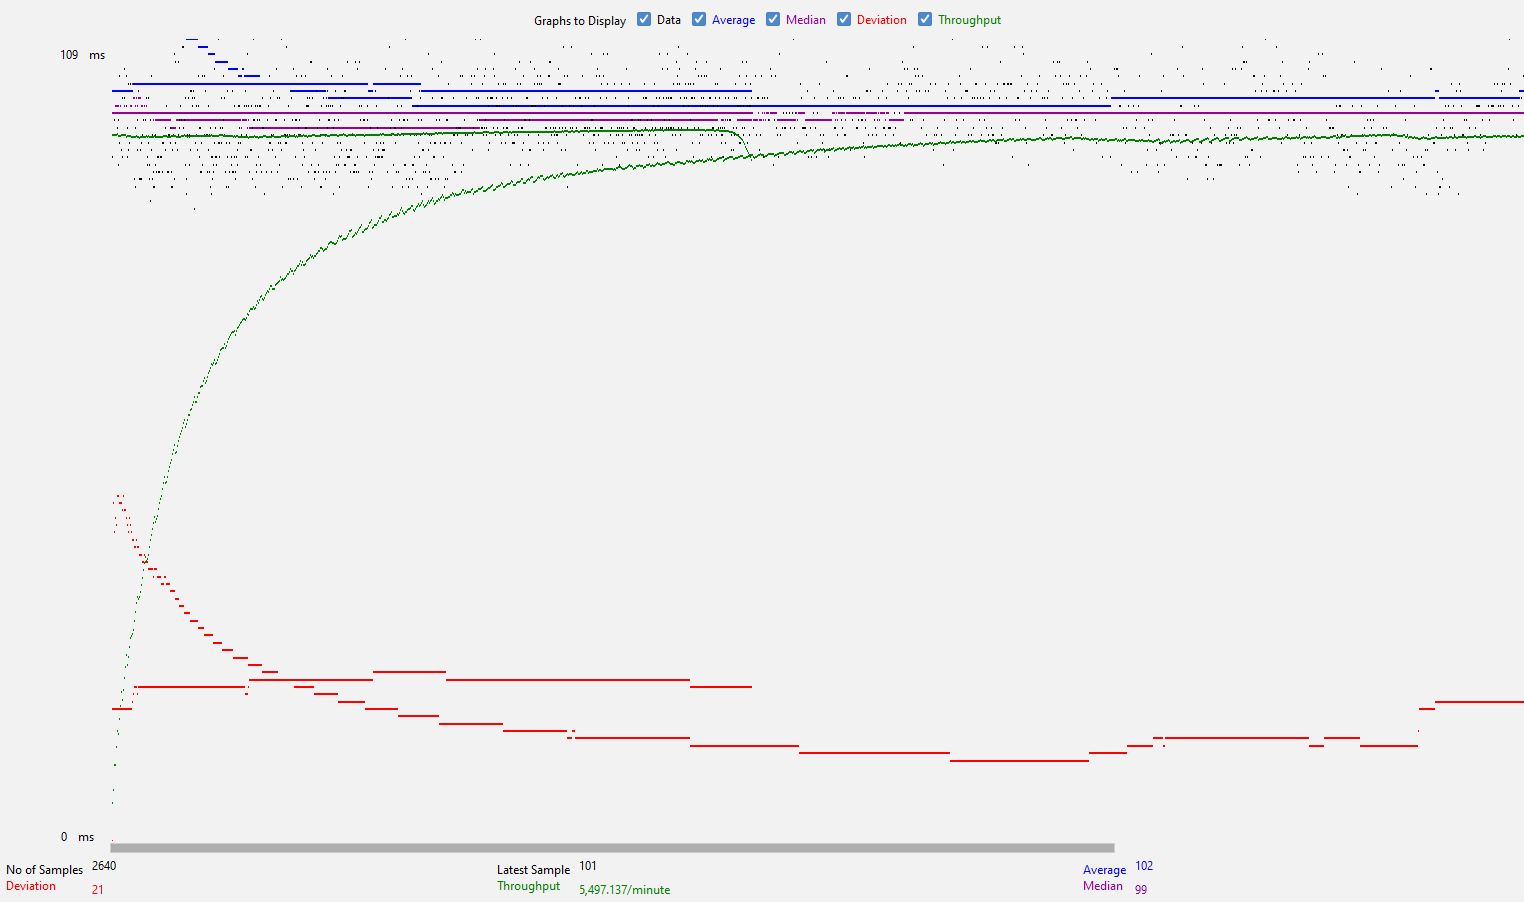 Graphs to Display Data Average Median Deviation Throughput
109 ms
0 ms
No of Samples 2640 Latest Sample 101 Average 102
Deviation 21 Throughput 5,497.137/minute Median 99